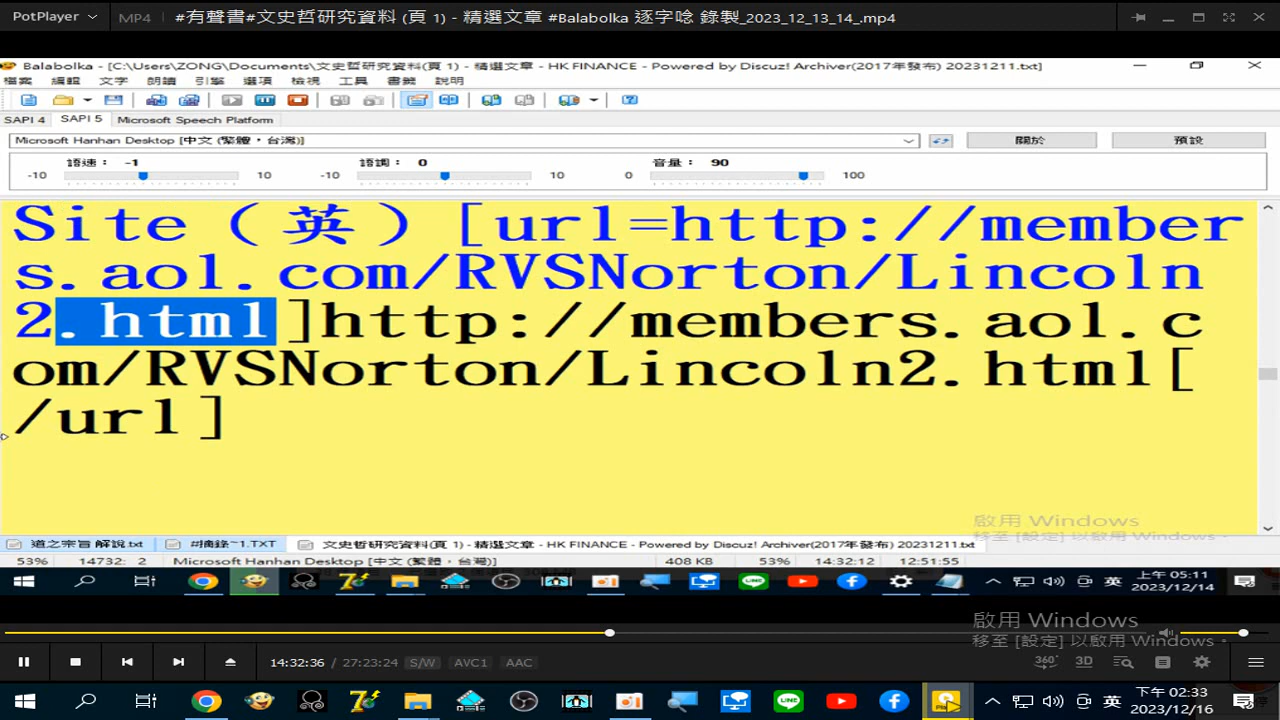 PotPlayer MP4 #有聲書#文史哲研究資料 (頁 1) - 精選文章 #Balabolka 逐字唸 錄製_2023_12_13_14_.mp4
Balabolka - [C:\Users\ZONG\Documents\文史哲研究資料(頁 1) - 精選文章 - HK FINANCE - Powered by Discuz! Archiver(2017年發布) 20231211.txt]
檔案 編輯 文字 朗讀 引擎 選項 檢視 工具 書籤 說明
SAPI 4 SAPI 5 Microsoft Speech Platform
Microsoft Hanhan Desktop [中文 (繁體，台灣)] 關於 預設
語速： -1 語調： 0 音量： 90
-10 10 -10 10 0 100
Site（英）[url=http://member
s.aol.com/RVSNorton/Lincoln
2.html]http://members.aol.c
om/RVSNorton/Lincoln2.html[
/url]
啟用 Windows
移至 [設定] 以啟用 Windows。
道之宗旨 解說.txt #摘錄~1.TXT 文史哲研究資料(頁 1) - 精選文章 - HK FINANCE - Powered by Discuz! Archiver(2017年發布) 20231211.txt
53% 14732: 2 Microsoft Hanhan Desktop [中文 (繁體，台灣)] 408 KB 53% 14:32:12 12:51:55
英 上午 05:11
2023/12/14
啟用 Windows
移至 [設定] 以啟用 Windows。
14:32:36 / 27:23:24 S/W AVC1 AAC 360° 3D
英 下午 02:33
2023/12/16